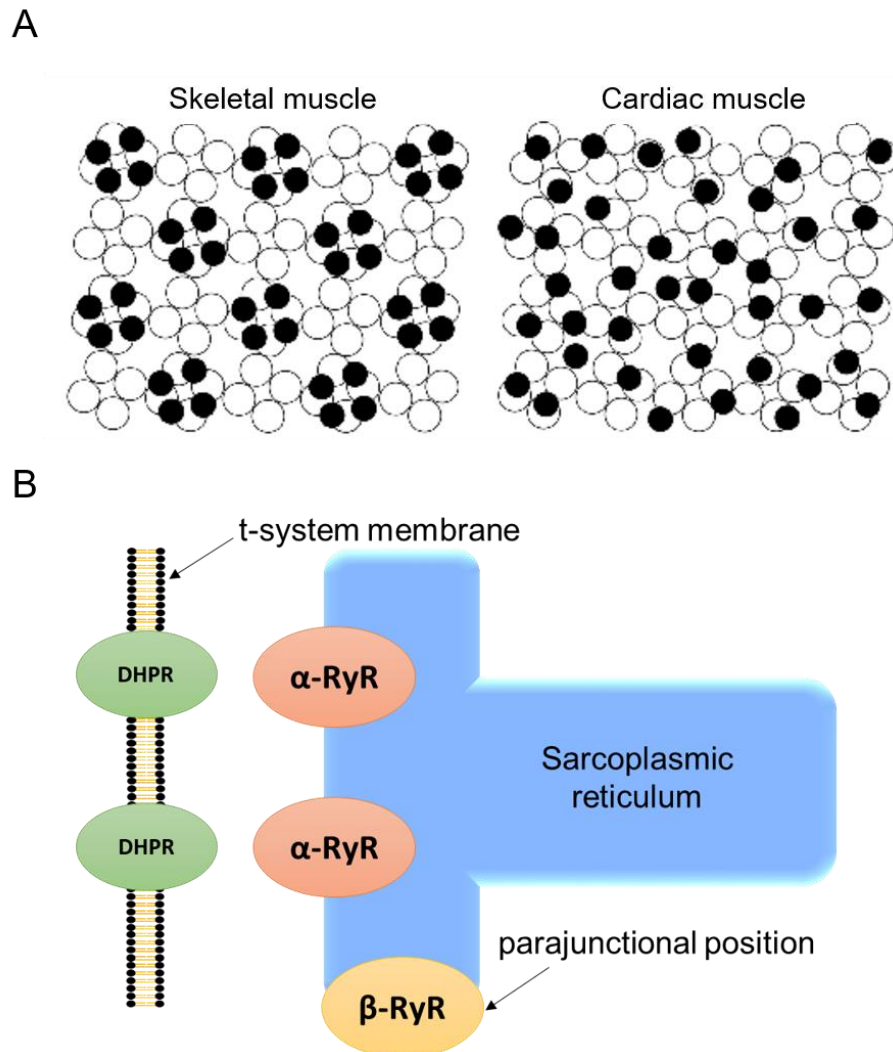 A
Skeletal muscle
Cardiac muscle
B
t-system membrane
DHPR
α-RyR
Sarcoplasmic
reticulum
DHPR
α-RyR
parajunctional position
β-RyR